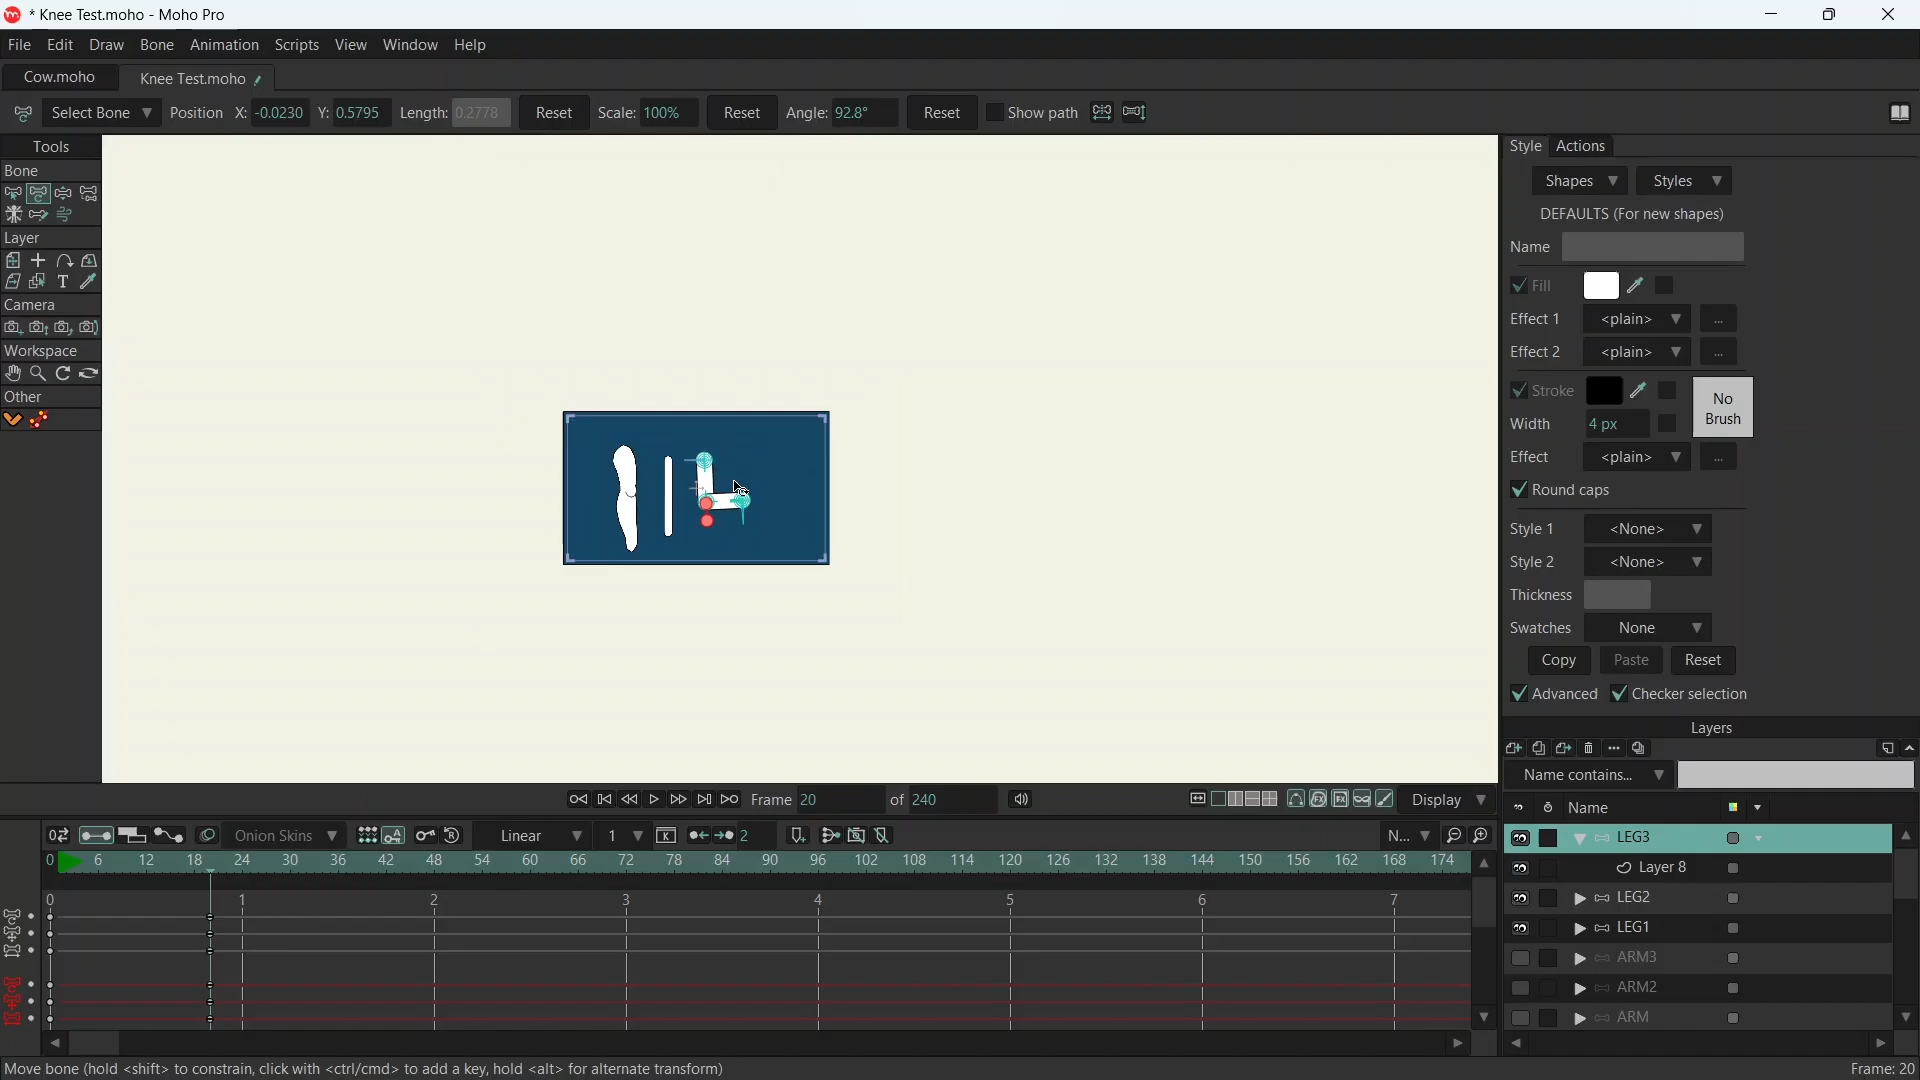 * Knee Test.moho - Moho Pro
File Edit Draw Bone Animation Scripts View Window Help
Cow.moho Knee Test.moho
Select Bone Position X: -0.0230 Y: 0.5795 Length: 0.2778 Reset Scale: 100% Reset Angle: 92.8° Reset Show path
Tools
Bone
Layer
T
Camera
Workspace
Other
Style Actions
Shapes Styles
DEFAULTS (For new shapes)
Name
Fill
Effect 1 <plain> ...
Effect 2 <plain> ...
Stroke
No
Brush
Width 4 px
Effect <plain> ...
Round caps
Style 1 <None>
Style 2 <None>
Thickness
Swatches None
Copy Paste Reset
Advanced Checker selection
Layers
Name contains...
Name
LEG3
Layer 8
LEG2
LEG1
ARM3
ARM2
ARM
Frame 20 of 240 Display
Onion Skins Linear 1 K 2 N...
0 6 12 18 24 30 36 42 48 54 60 66 72 78 84 90 96 102 108 114 120 126 132 138 144 150 156 162 168 174
0 1 2 3 4 5 6 7
Move bone (hold <shift> to constrain, click with <ctrl/cmd> to add a key, hold <alt> for alternate transform) Frame: 20